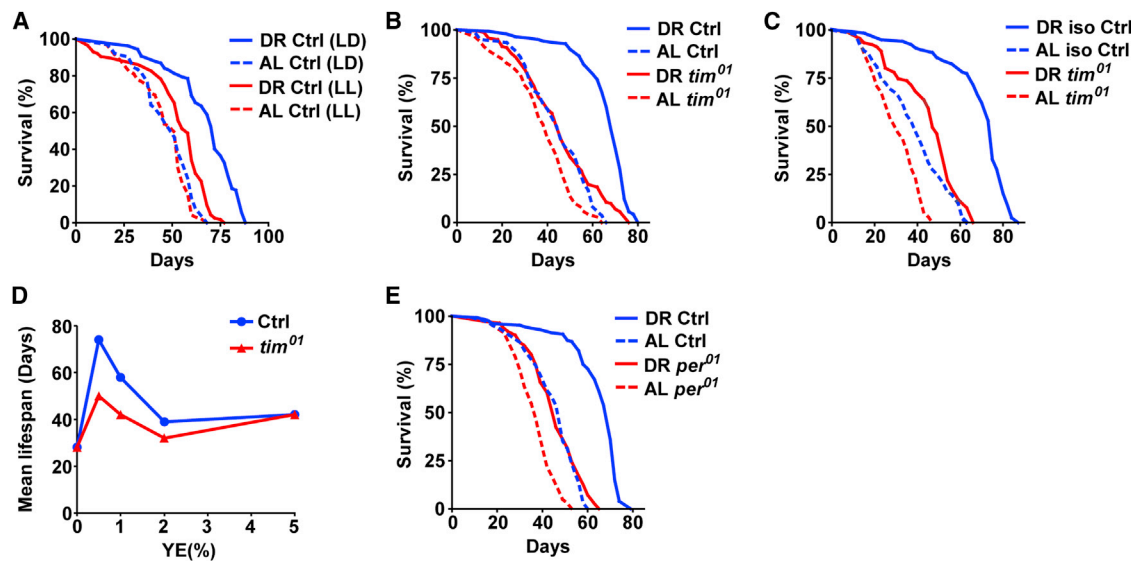 A
100
80
60
40
20
0
Survival (%)
0 25 50 75 100
Days
DR Ctrl (LD)
AL Ctrl (LD)
DR Ctrl (LL)
AL Ctrl (LL)
B
100
75
50
25
0
Survival (%)
0 20 40 60 80
Days
DR Ctrl
AL Ctrl
DR tim01
AL tim01
C
100
75
50
25
0
Survival (%)
0 20 40 60 80
Days
DR iso Ctrl
AL iso Ctrl
DR tim01
AL tim01
D
80
60
40
20
0
Mean lifespan (Days)
0 1 2 3 4 5
YE(%)
Ctrl
tim01
E
100
75
50
25
0
Survival (%)
0 20 40 60 80
Days
DR Ctrl
AL Ctrl
DR per01
AL per01